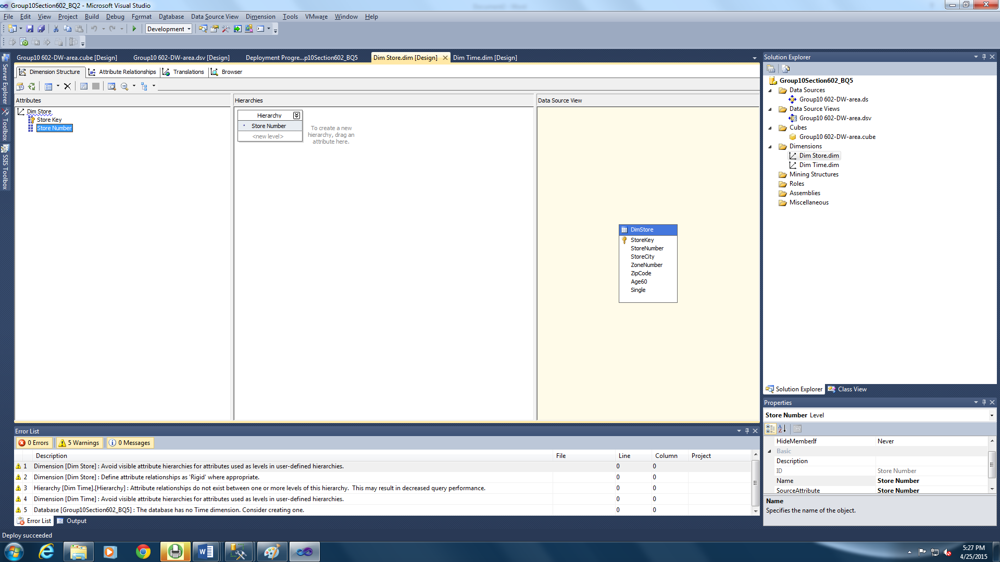 Group10Section602_BQ2 - Microsoft Visual Studio
File Edit View Project Build Debug Format Database Data Source View Dimension Tools VMware Window Help
Development
Group10 602-DW-area.cube [Design] Group10 602-DW-area.dsv [Design] Deployment Progre...p10Section602_BQ5 Dim Store.dim [Design] Dim Time.dim [Design]
Dimension Structure Attribute Relationships Translations Browser
Server Explorer
Toolbox
SSIS Toolbox
Attributes
Dim Store
Store Key
Store Number
Hierarchies
Hierarchy
Store Number
<new level>
To create a new
hierarchy, drag an
attribute here.
Data Source View
DimStore
StoreKey
StoreNumber
StoreCity
ZoneNumber
ZipCode
Age60
Single
Solution Explorer
Group10Section602_BQ5
Data Sources
Group10 602-DW-area.ds
Data Source Views
Group10 602-DW-area.dsv
Cubes
Group10 602-DW-area.cube
Dimensions
Dim Store.dim
Dim Time.dim
Mining Structures
Roles
Assemblies
Miscellaneous
Solution Explorer Class View
Properties
Store Number Level
HideMemberIf Never
Basic
Description
ID Store Number
Name Store Number
SourceAttribute Store Number
Name
Specifies the name of the object.
Error List
0 Errors 5 Warnings 0 Messages
Description File Line Column Project
1 Dimension [Dim Store] : Avoid visible attribute hierarchies for attributes used as levels in user-defined hierarchies. 0 0
2 Dimension [Dim Store] : Define attribute relationships as 'Rigid' where appropriate. 0 0
3 Hierarchy [Dim Time].[Hierarchy] : Attribute relationships do not exist between one or more levels of this hierarchy. This may result in decreased query performance. 0 0
4 Dimension [Dim Time] : Avoid visible attribute hierarchies for attributes used as levels in user-defined hierarchies. 0 0
5 Database [Group10Section602_BQ5] : The database has no Time dimension. Consider creating one. 0 0
Error List Output
Deploy succeeded
5:27 PM
4/25/2015